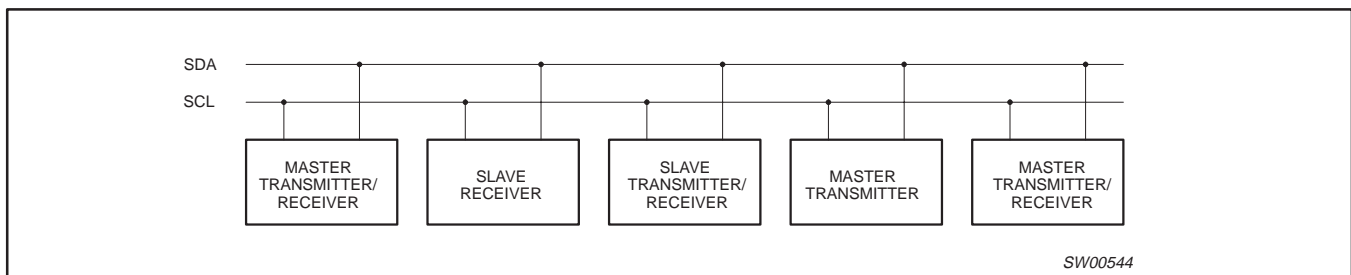 SDA
SCL
MASTER
TRANSMITTER/
RECEIVER
SLAVE
RECEIVER
SLAVE
TRANSMITTER/
RECEIVER
MASTER
TRANSMITTER
MASTER
TRANSMITTER/
RECEIVER
SW00544